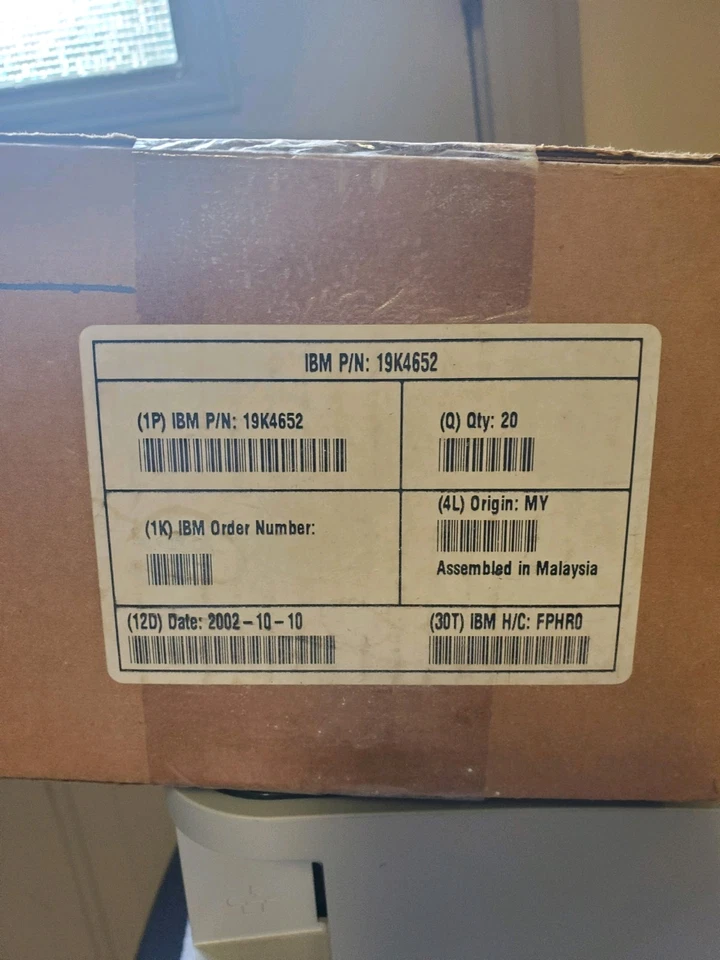 IBM P/N: 19K4652
(1P) IBM P/N: 19K4652
(Q) Qty: 20
(1K) IBM Order Number:
(4L) Origin: MY
Assembled in Malaysia
(12D) Date: 2002-10-10
(30T) IBM H/C: FPHR0